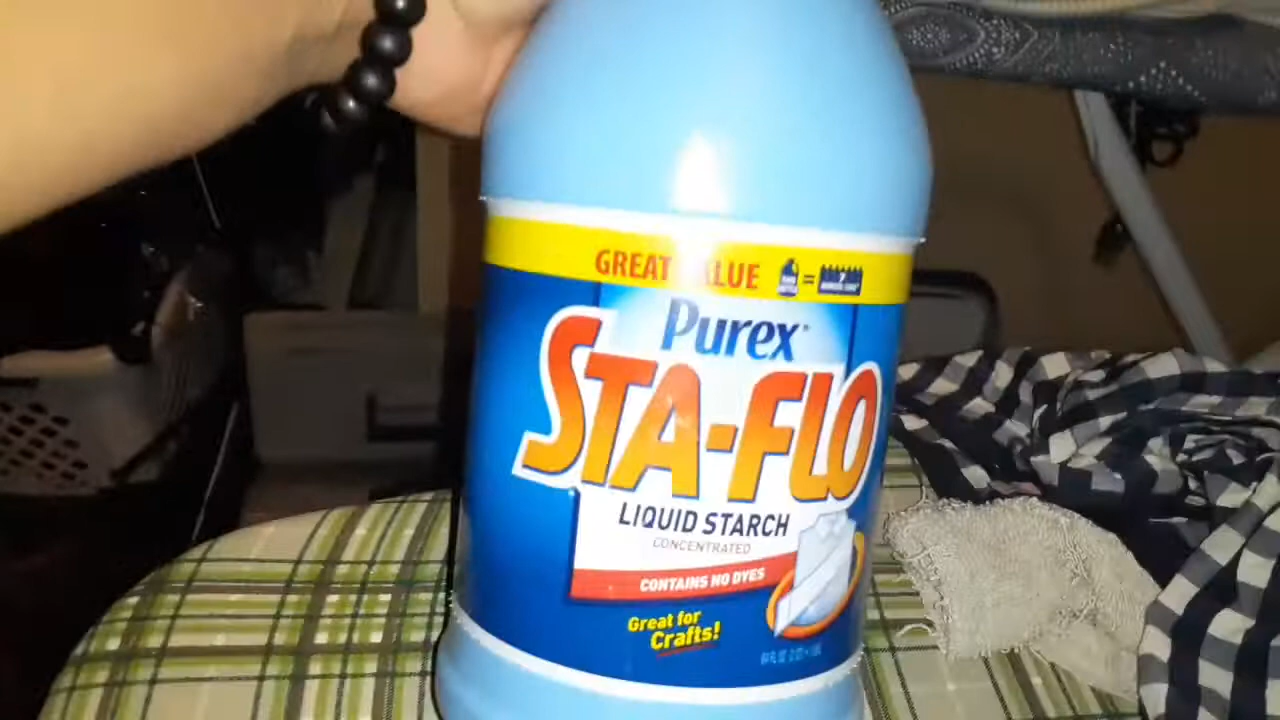 GREAT VALUE
=
Purex
STA-FLO
LIQUID STARCH
CONCENTRATED
CONTAINS NO DYES
Great for
Crafts!